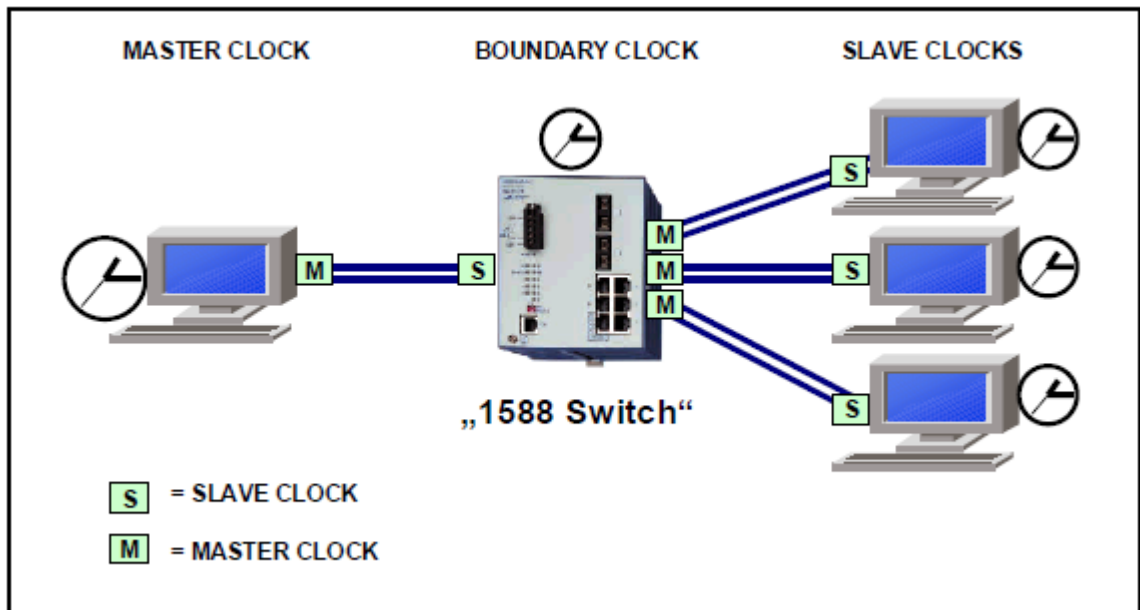 MASTER CLOCK
BOUNDARY CLOCK
SLAVE CLOCKS
M
S
M
M
M
S
S
S
„1588 Switch“
S = SLAVE CLOCK
M = MASTER CLOCK